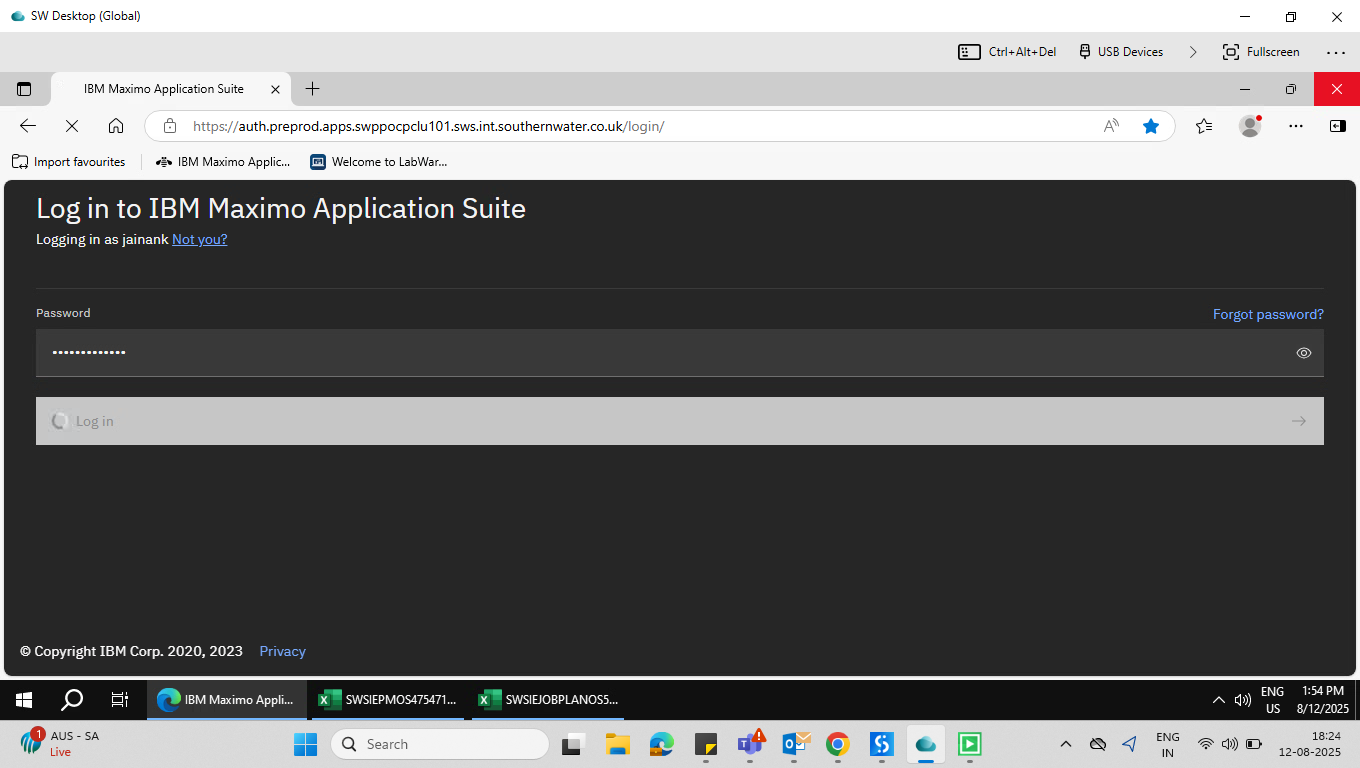 SW Desktop (Global)
Ctrl+Alt+Del
USB Devices
Fullscreen
IBM Maximo Application Suite
https://auth.preprod.apps.swppocpclu101.sws.int.southernwater.co.uk/login/
Import favourites
IBM Maximo Applic...
Welcome to LabWar...
Log in to IBM Maximo Application Suite
Logging in as jainank Not you?
Password
Forgot password?
•••••••••••••
Log in
© Copyright IBM Corp. 2020, 2023
Privacy
IBM Maximo Appli...
SWSIEPMOS475471...
SWSIEJOBPLANOS5...
ENG
US
1:54 PM
8/12/2025
1
AUS - SA
Live
Search
ENG
IN
18:24
12-08-2025